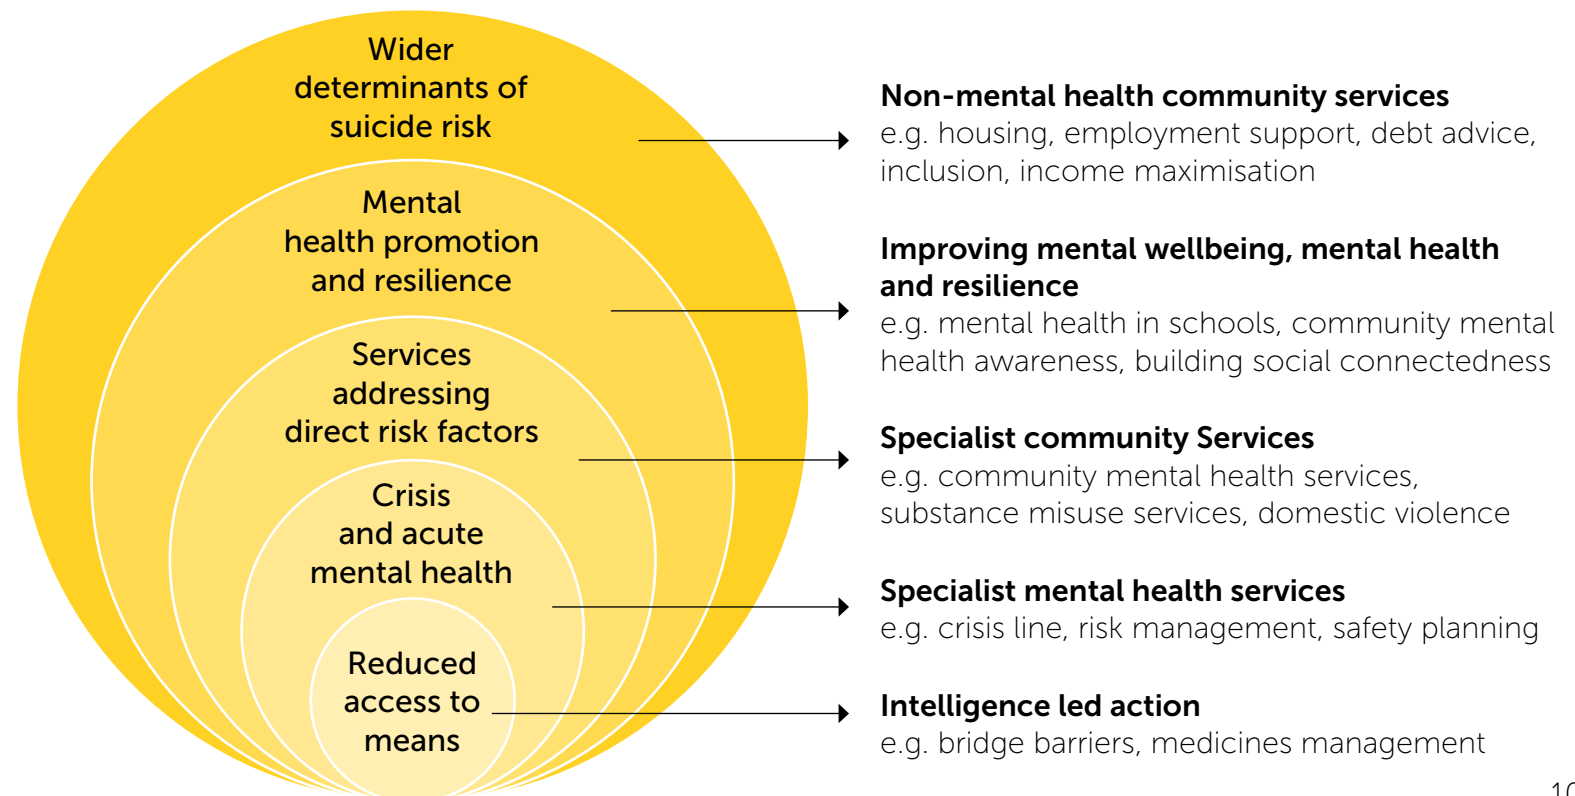 Wider
determinants of
suicide risk
Mental
health promotion
and resilience
Services
addressing
direct risk factors
Crisis
and acute
mental health
Reduced
access to
means
Non-mental health community services
e.g. housing, employment support, debt advice,
inclusion, income maximisation
Improving mental wellbeing, mental health
and resilience
e.g. mental health in schools, community mental
health awareness, building social connectedness
Specialist community Services
e.g. community mental health services,
substance misuse services, domestic violence
Specialist mental health services
e.g. crisis line, risk management, safety planning
Intelligence led action
e.g. bridge barriers, medicines management